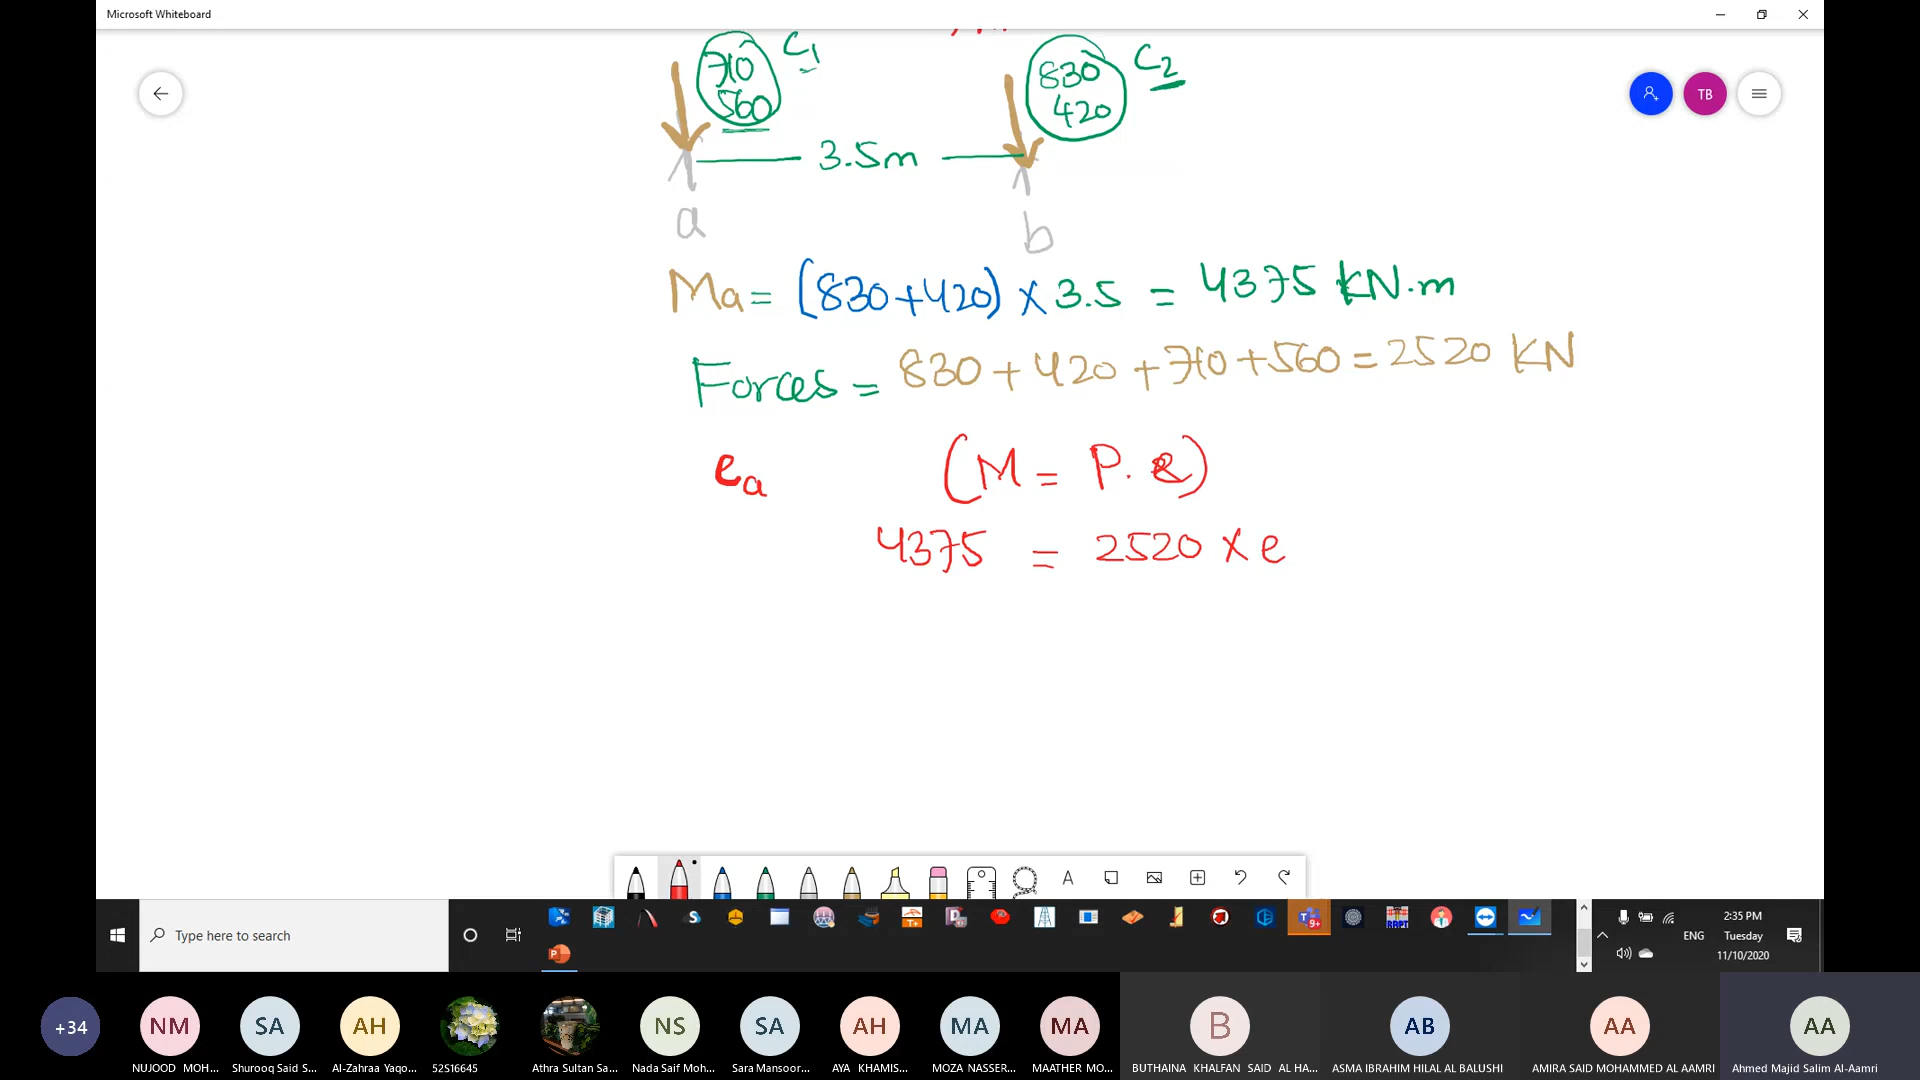 Microsoft Whiteboard
710
560
C1
830
420
C2
3.5m
a
b
TB
Ma = (830+420) x 3.5 = 4375 KN.m
Forces = 830 + 420 + 710 + 560 = 2520 KN
ea (M = P. e)
4375 = 2520 x e
A
Type here to search
ENG
2:35 PM
Tuesday
11/10/2020
+34
NM
SA
AH
NS
SA
AH
MA
MA
B
AB
AA
AA
NUJOOD MOH...
Shurooq Said S...
Al-Zahraa Yaqo...
52S16645
Athra Sultan Sa...
Nada Saif Moh...
Sara Mansoor...
AYA KHAMIS...
MOZA NASSER...
MAATHER MO...
BUTHAINA KHALFAN SAID AL HA...
ASMA IBRAHIM HILAL AL BALUSHI
AMIRA SAID MOHAMMED AL AAMRI
Ahmed Majid Salim Al-Aamri